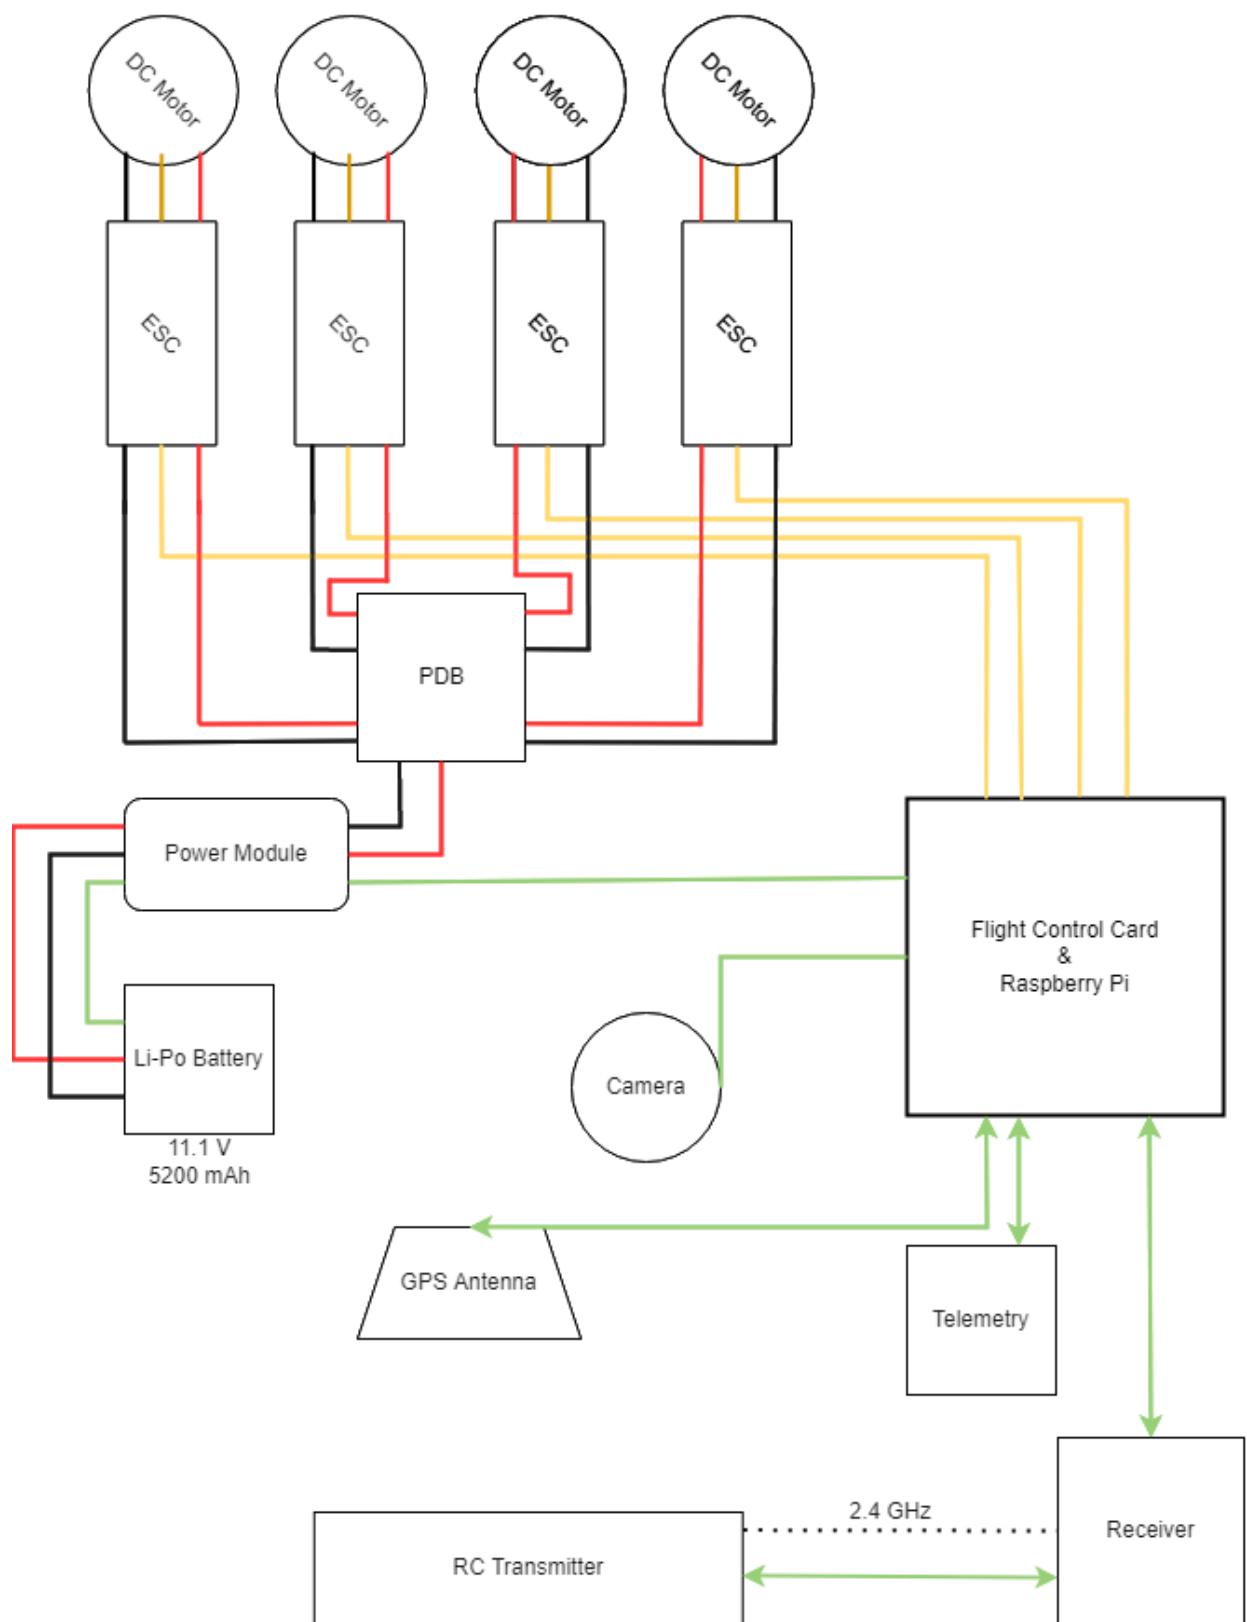 DC Motor
DC Motor
DC Motor
DC Motor
ESC
ESC
ESC
ESC
PDB
Power Module
Flight Control Card
&
Raspberry Pi
Li-Po Battery
11.1 V
5200 mAh
Camera
GPS Antenna
Telemetry
2.4 GHz
Receiver
RC Transmitter